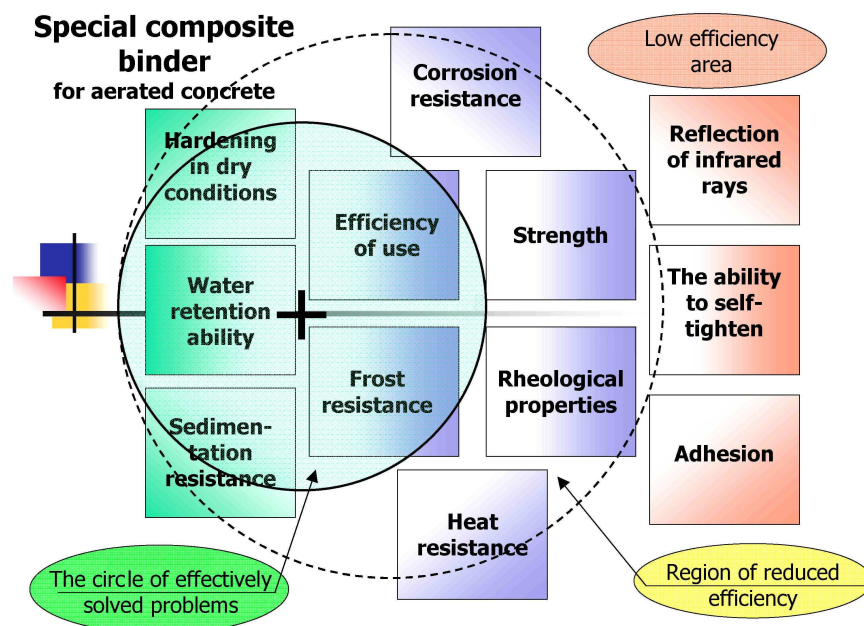 Special composite
binder
for aerated concrete
Low efficiency
area
Corrosion
resistance
Hardening
in dry
conditions
Reflection
of infrared
rays
Efficiency
of use
Strength
Water
retention
ability
The ability
to self-
tighten
Frost
resistance
Rheological
properties
Sedimen-
tation
resistance
Adhesion
Heat
resistance
The circle of effectively
solved problems
Region of reduced
efficiency